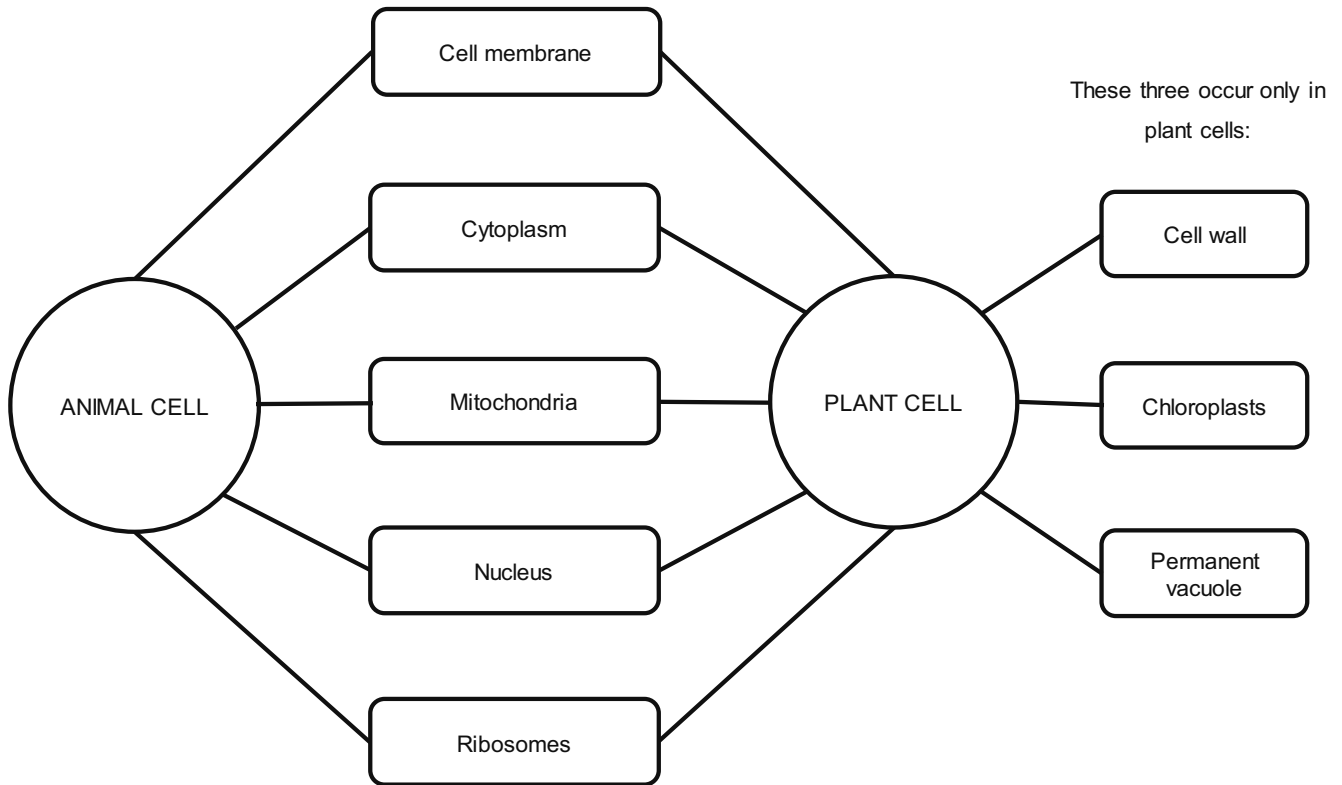 Cell membrane
These three occur only in
plant cells:
Cytoplasm
Cell wall
ANIMAL CELL
Mitochondria
PLANT CELL
Chloroplasts
Nucleus
Permanent
vacuole
Ribosomes